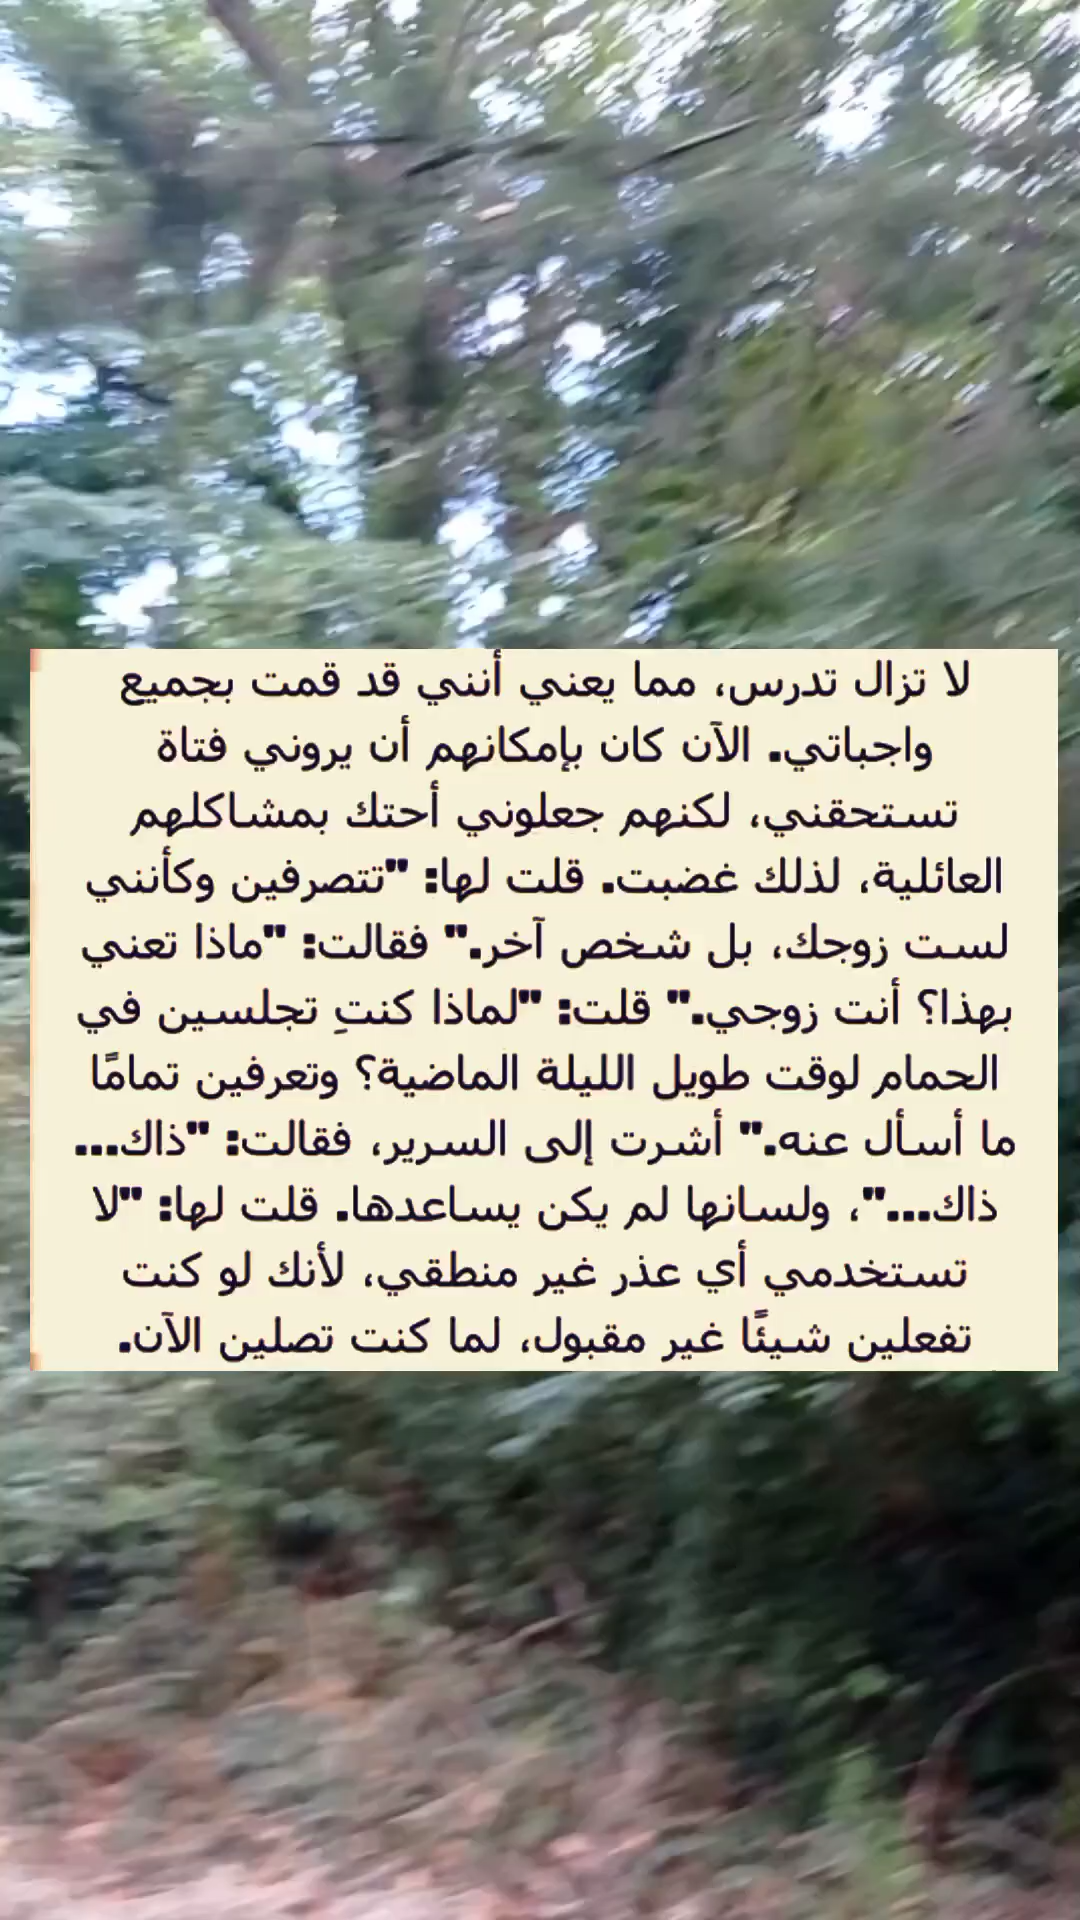 لا تزال تدرس، مما يعني أنني قد قمت بجميع
واجباتي. الآن كان بإمكانهم أن يروني فتاة
تستحقني، لكنهم جعلوني أحتك بمشاكلهم
العائلية، لذلك غضبت. قلت لها: "تتصرفين وكأنني
لست زوجك، بل شخص آخر." فقالت: "ماذا تعني
بهذا؟ أنت زوجي." قلت: "لماذا كنتِ تجلسين في
الحمام لوقت طويل الليلة الماضية؟ وتعرفين تمامًا
ما أسأل عنه." أشرت إلى السرير، فقالت: "ذاك...
ذاك..."، ولسانها لم يكن يساعدها. قلت لها: "لا
تستخدمي أي عذر غير منطقي، لأنك لو كنت
تفعلين شيئًا غير مقبول، لما كنت تصلين الآن.